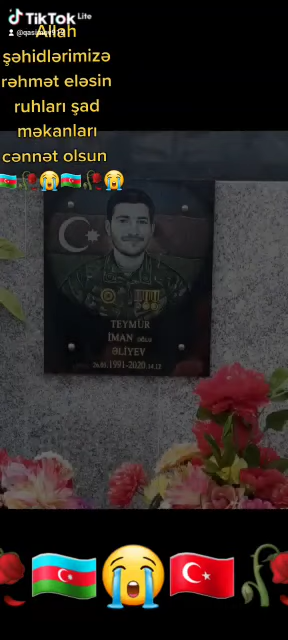 TikTok Lite
Allah
şəhidlərimizə
rəhmət eləsin
ruhları şad
məkanları
cənnət olsun
TEYMUR
İMAN OĞLU
ƏLİYEV